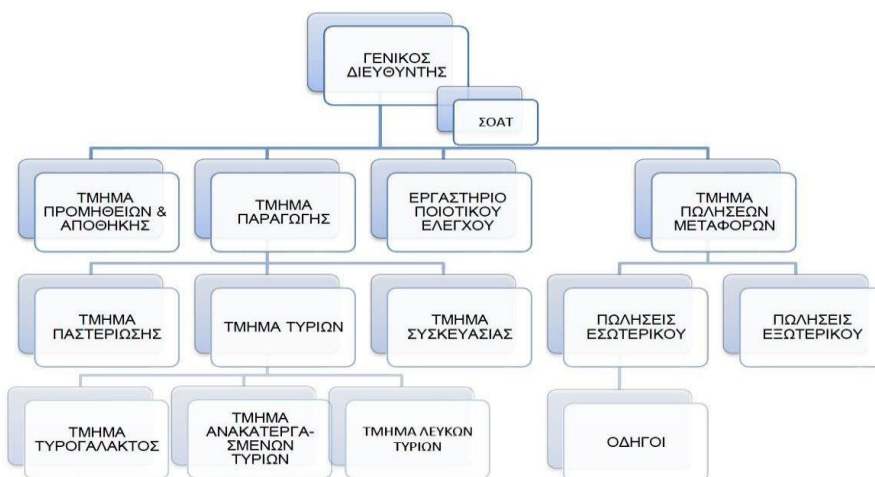 ΓΕΝΙΚΟΣ
ΔΙΕΥΘΥΝΤΗΣ
ΣΟΑΤ
ΤΜΗΜΑ
ΠΡΟΜΗΘΕΙΩΝ &
ΑΠΟΘΗΚΗΣ
ΤΜΗΜΑ
ΠΑΡΑΓΩΓΗΣ
ΕΡΓΑΣΤΗΡΙΟ
ΠΟΙΟΤΙΚΟΥ
ΕΛΕΓΧΟΥ
ΤΜΗΜΑ
ΠΩΛΗΣΕΩΝ
ΜΕΤΑΦΟΡΩΝ
ΤΜΗΜΑ
ΠΑΣΤΕΡΙΩΣΗΣ
ΤΜΗΜΑ ΤΥΡΙΩΝ
ΤΜΗΜΑ
ΣΥΣΚΕΥΑΣΙΑΣ
ΠΩΛΗΣΕΙΣ
ΕΣΩΤΕΡΙΚΟΥ
ΠΩΛΗΣΕΙΣ
ΕΞΩΤΕΡΙΚΟΥ
ΤΜΗΜΑ
ΤΥΡΟΓΑΛΑΚΤΟΣ
ΤΜΗΜΑ
ΑΝΑΚΑΤΕΡΓΑ-
ΣΜΕΝΩΝ
ΤΥΡΙΩΝ
ΤΜΗΜΑ ΛΕΥΚΩΝ
ΤΥΡΙΩΝ
ΟΔΗΓΟΙ